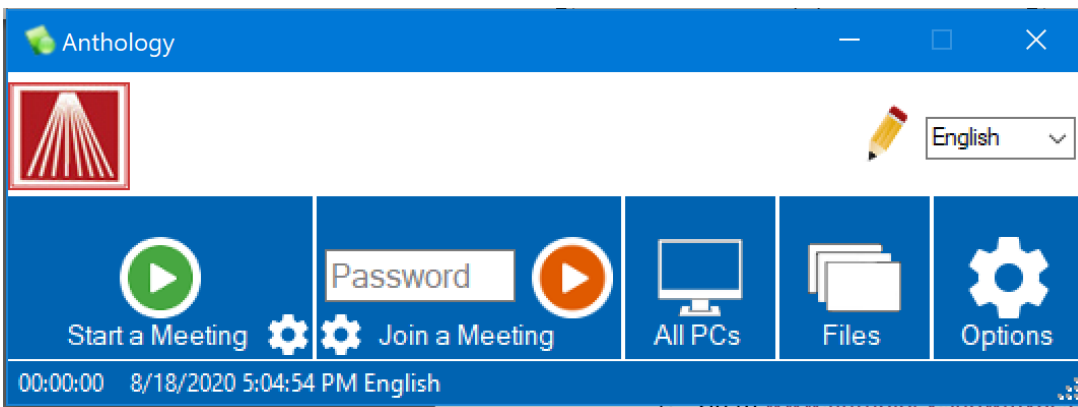 Anthology
English
Password
Start a Meeting
Join a Meeting
All PCs
Files
Options
00:00:00 8/18/2020 5:04:54 PM English